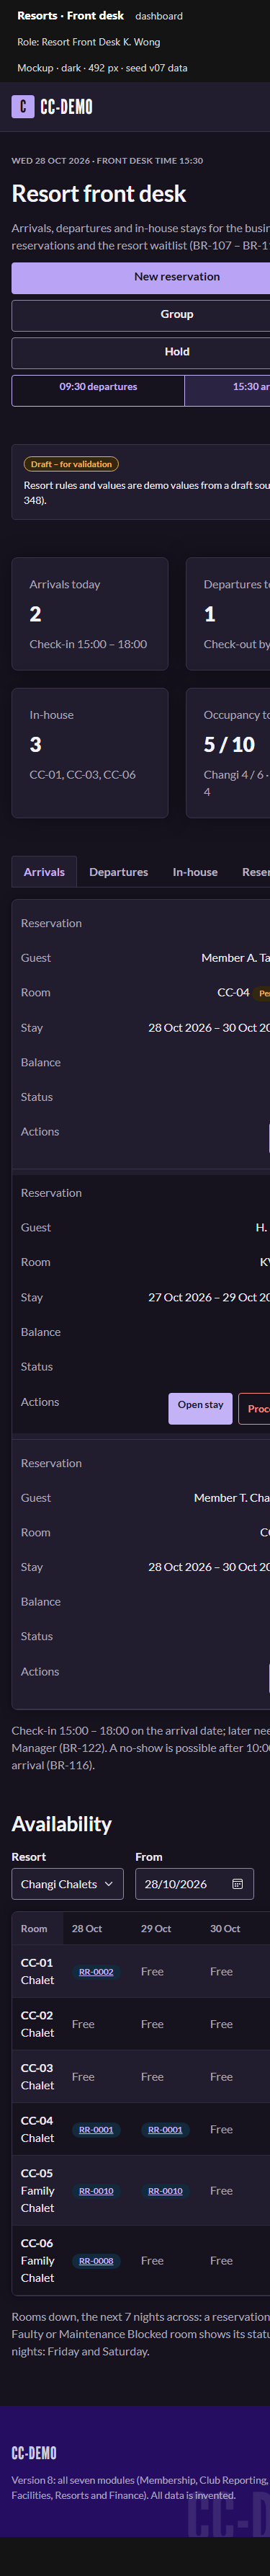 Resorts · Front desk dashboard
Role: Resort Front Desk K. Wong
Mockup · dark · 492 px · seed v07 data
C CC-DEMO
WED 28 OCT 2026 · FRONT DESK TIME 15:30
Resort front desk
Arrivals, departures and in-house stays for the busin
reservations and the resort waitlist (BR-107 – BR-1
New reservation
Group
Hold
09:30 departures 15:30 ar
Draft – for validation
Resort rules and values are demo values from a draft sou
348).
Arrivals today Departures to
2 1
Check-in 15:00 – 18:00 Check-out by
In-house Occupancy to
3 5 / 10
CC-01, CC-03, CC-06 Changi 4 / 6 ·
4
Arrivals Departures In-house Reser
Reservation
Guest Member A. Ta
Room CC-04 Pe
Stay 28 Oct 2026 – 30 Oct 20
Balance
Status
Actions
Reservation
Guest H.
Room KV
Stay 27 Oct 2026 – 29 Oct 20
Balance
Status
Actions Open stay Proc
Reservation
Guest Member T. Cha
Room CC
Stay 28 Oct 2026 – 30 Oct 20
Balance
Status
Actions
Check-in 15:00 – 18:00 on the arrival date; later nee
Manager (BR-122). A no-show is possible after 10:00
arrival (BR-116).
Availability
Resort From
Changi Chalets 28/10/2026
Room 28 Oct 29 Oct 30 Oct
CC-01
Chalet RR-0002 Free Free
CC-02
Chalet Free Free Free
CC-03
Chalet Free Free Free
CC-04
Chalet RR-0001 RR-0001 Free
CC-05
Family
Chalet RR-0010 RR-0010 Free
CC-06
Family
Chalet RR-0008 Free Free
Rooms down, the next 7 nights across: a reservation
Faulty or Maintenance Blocked room shows its statu
nights: Friday and Saturday.
CC-DEMO
Version 8: all seven modules (Membership, Club Reporting,
Facilities, Resorts and Finance). All data is invented.
CC-D